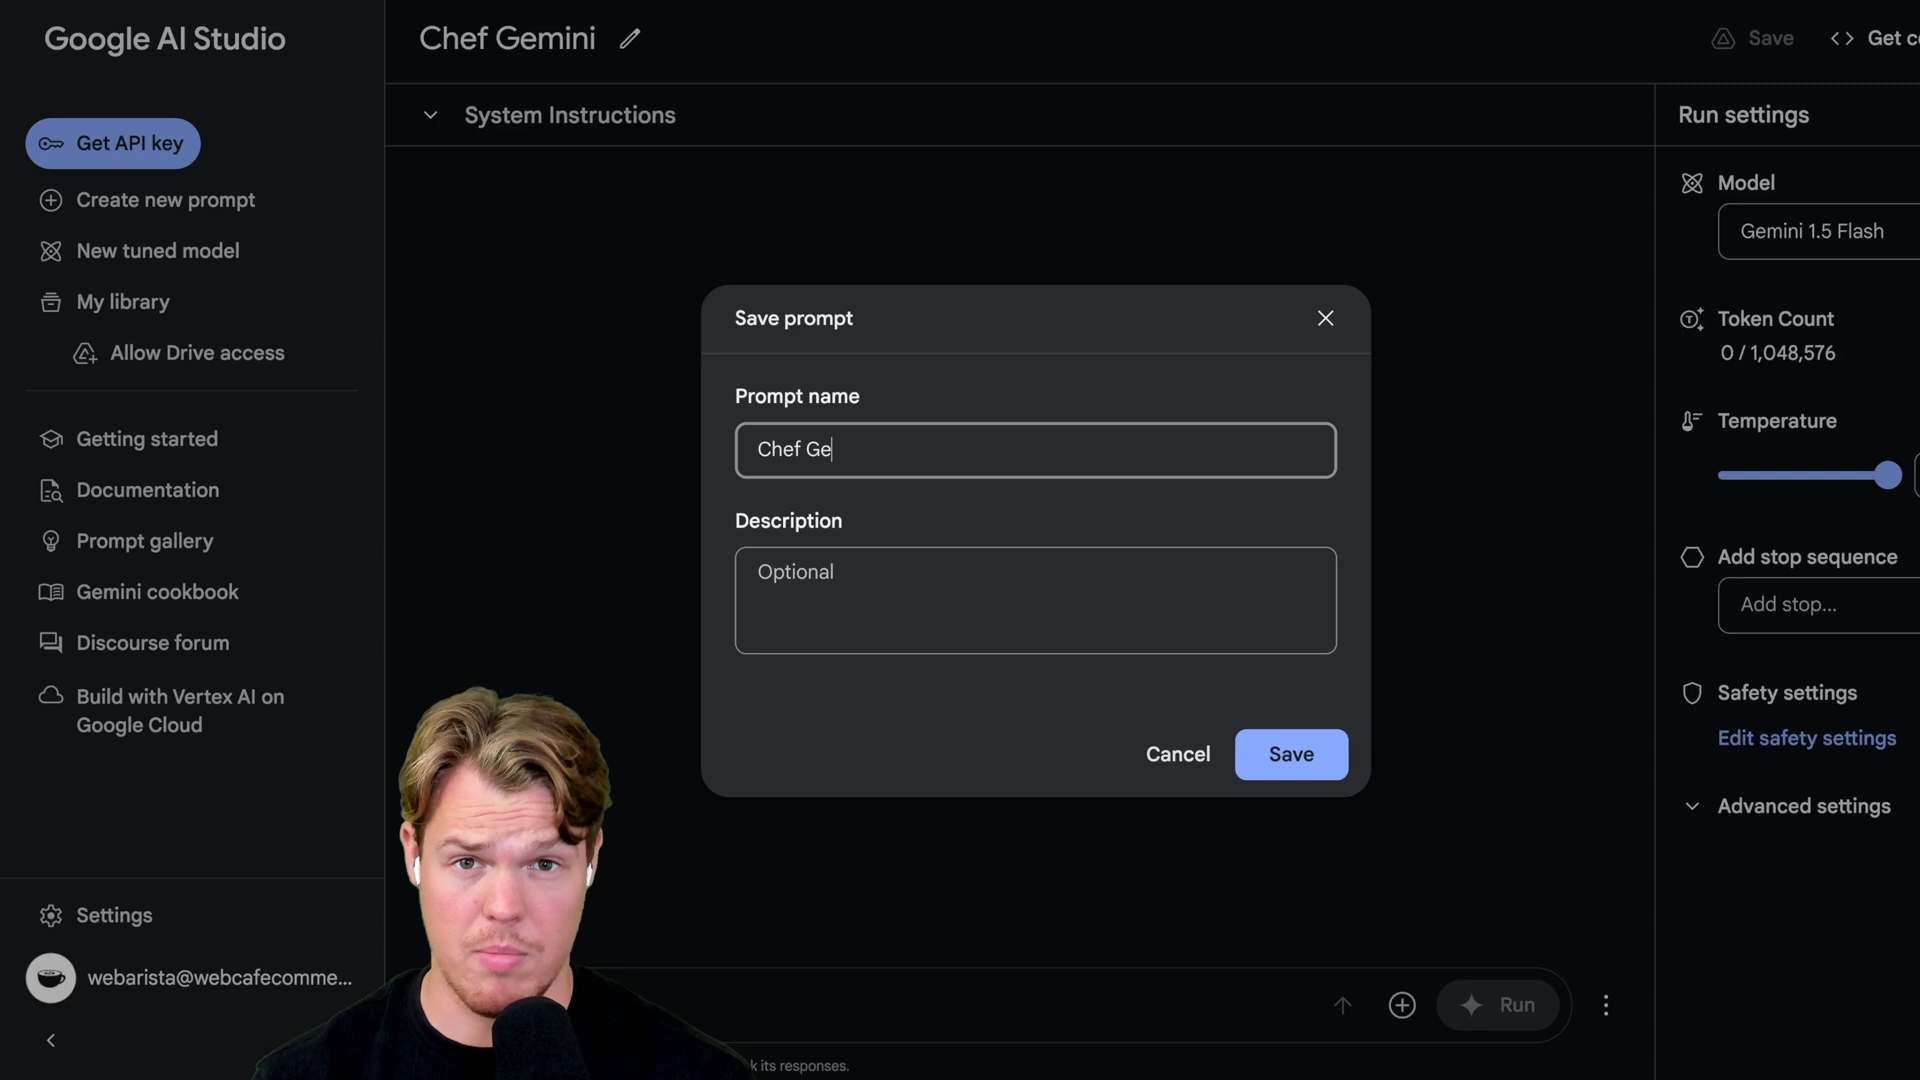 Google AI Studio
Get API key
Create new prompt
New tuned model
My library
Allow Drive access
Getting started
Documentation
Prompt gallery
Gemini cookbook
Discourse forum
Build with Vertex AI on
Google Cloud
Settings
webarista@webcafecomme...
Chef Gemini
Save
Get c
System Instructions
Save prompt
Prompt name
Chef Ge
Description
Optional
Cancel
Save
Run
k its responses.
Run settings
Model
Gemini 1.5 Flash
Token Count
0 / 1,048,576
Temperature
Add stop sequence
Add stop...
Safety settings
Edit safety settings
Advanced settings